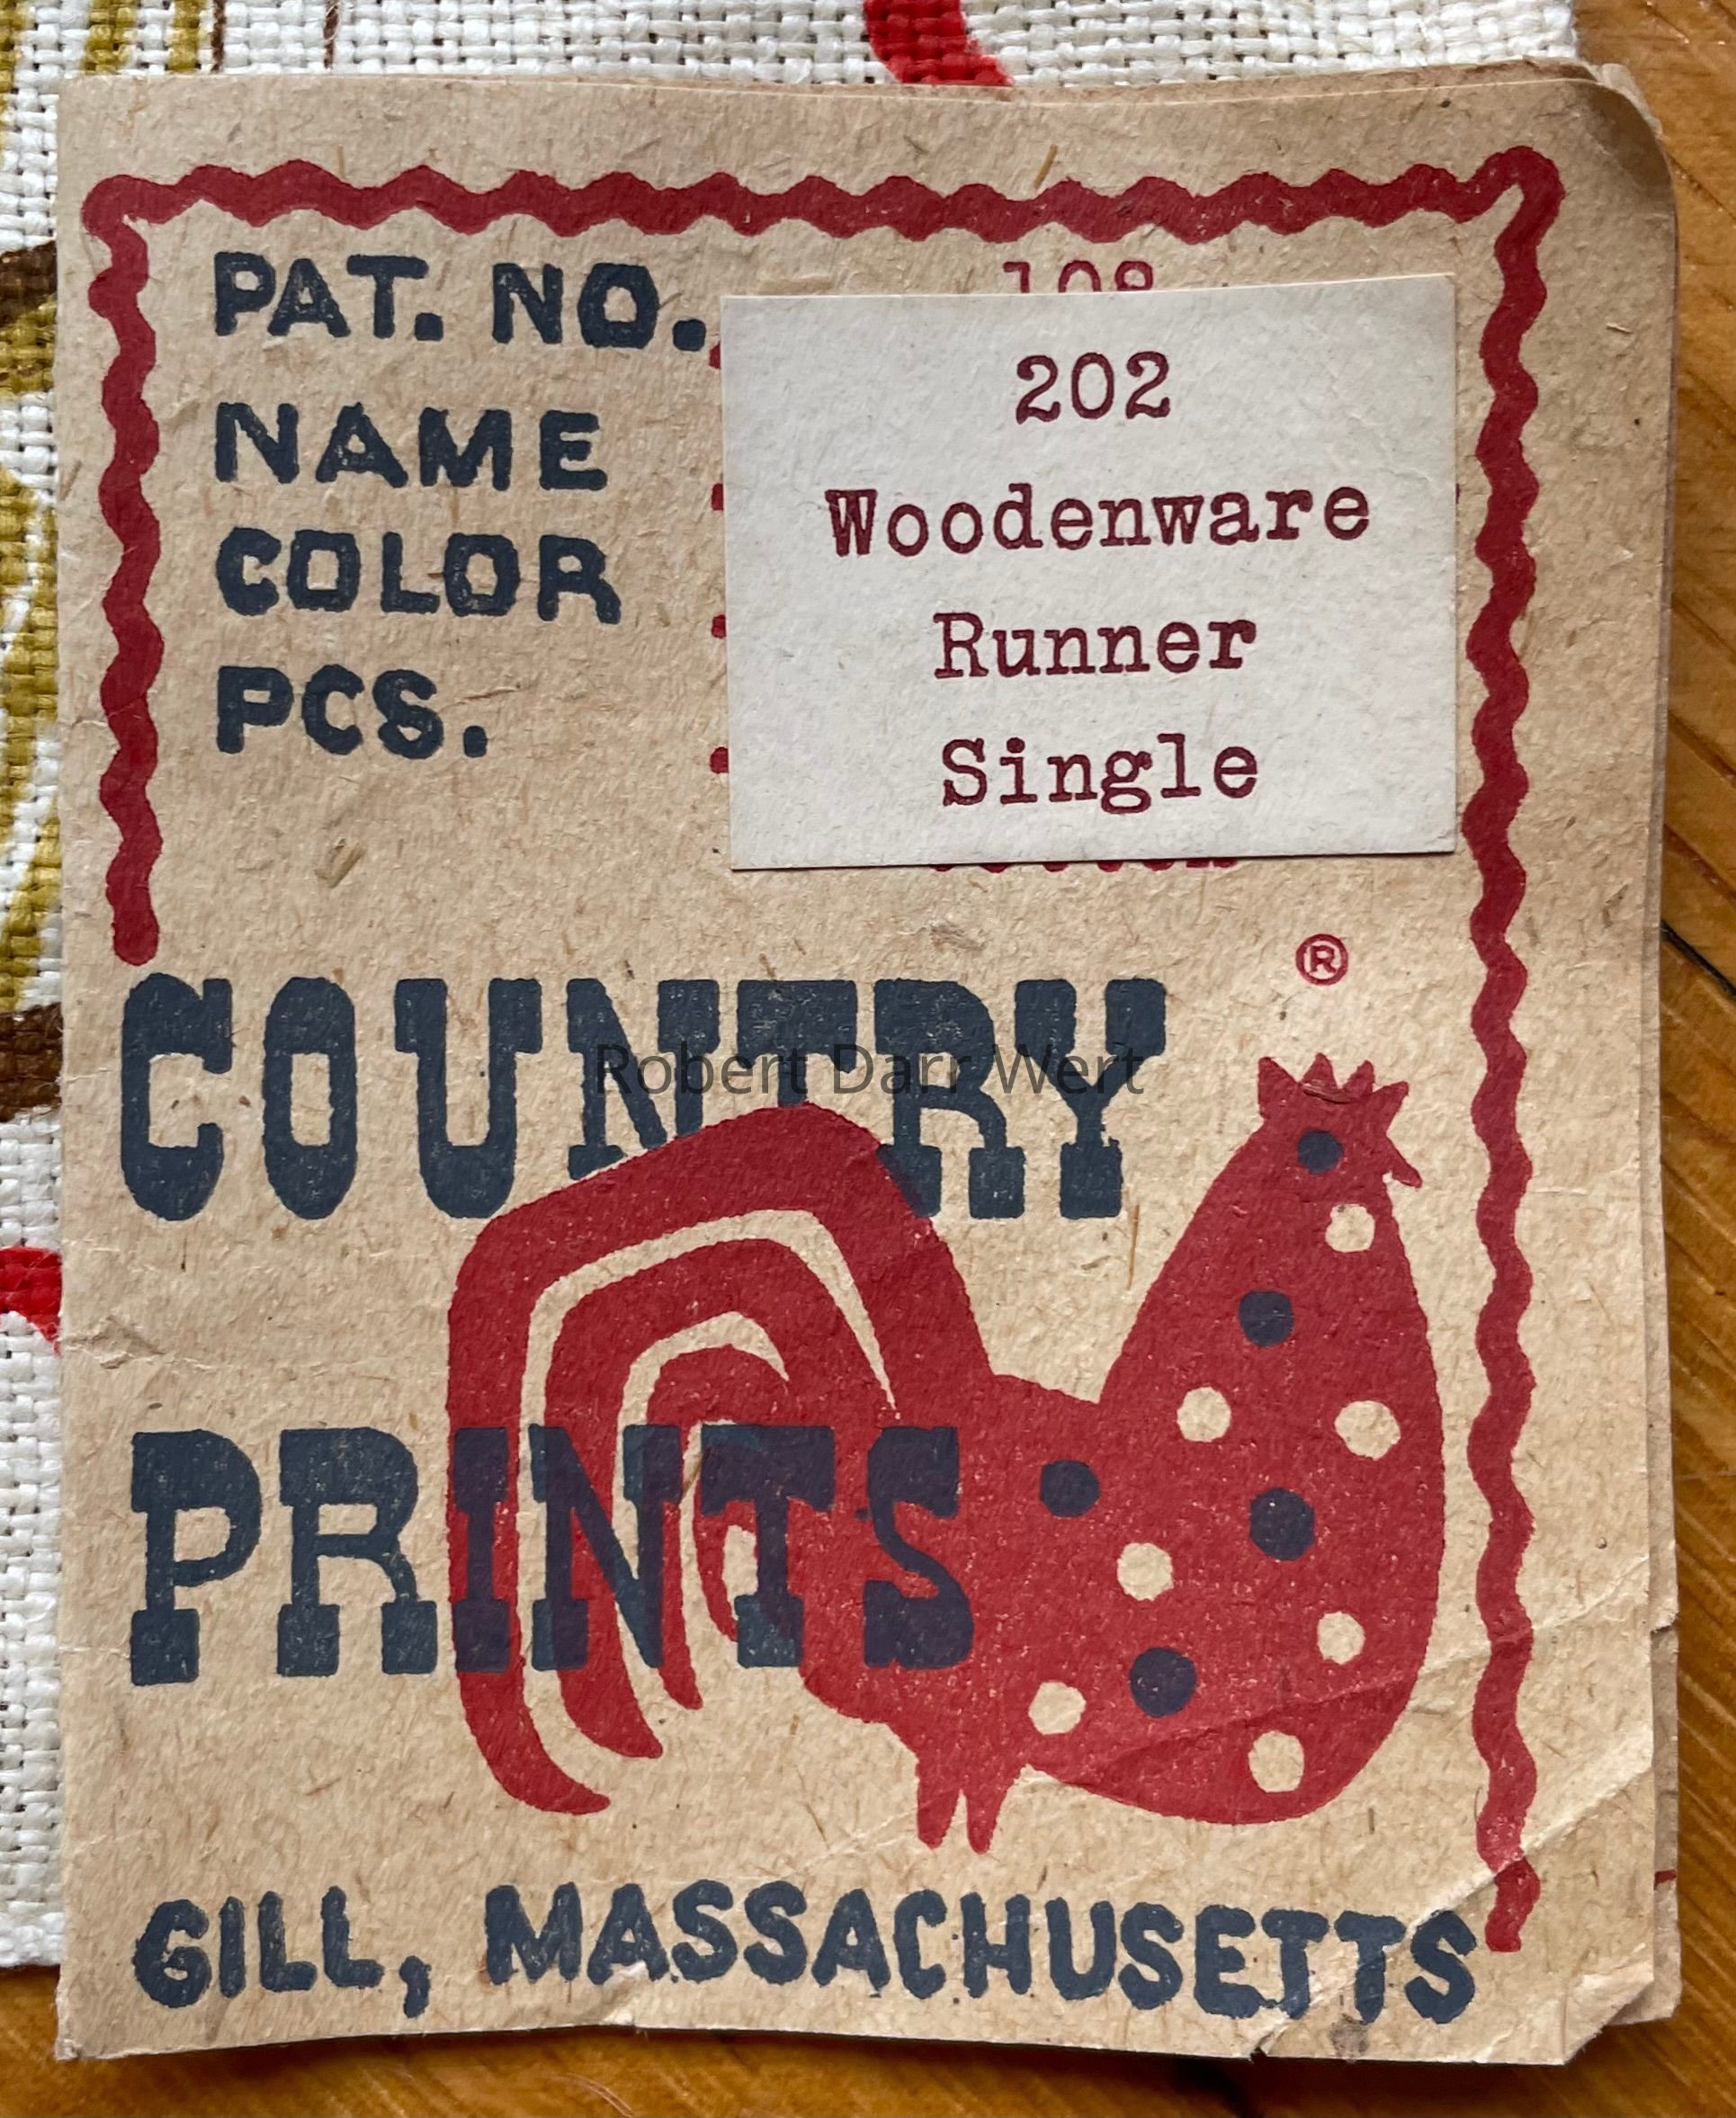 PAT. NO.
202
NAME
Woodenware
COLOR
Runner
PCS.
Single
®
COUNTRY
Robert Darr Wert
PRINTS
GILL, MASSACHUSETTS